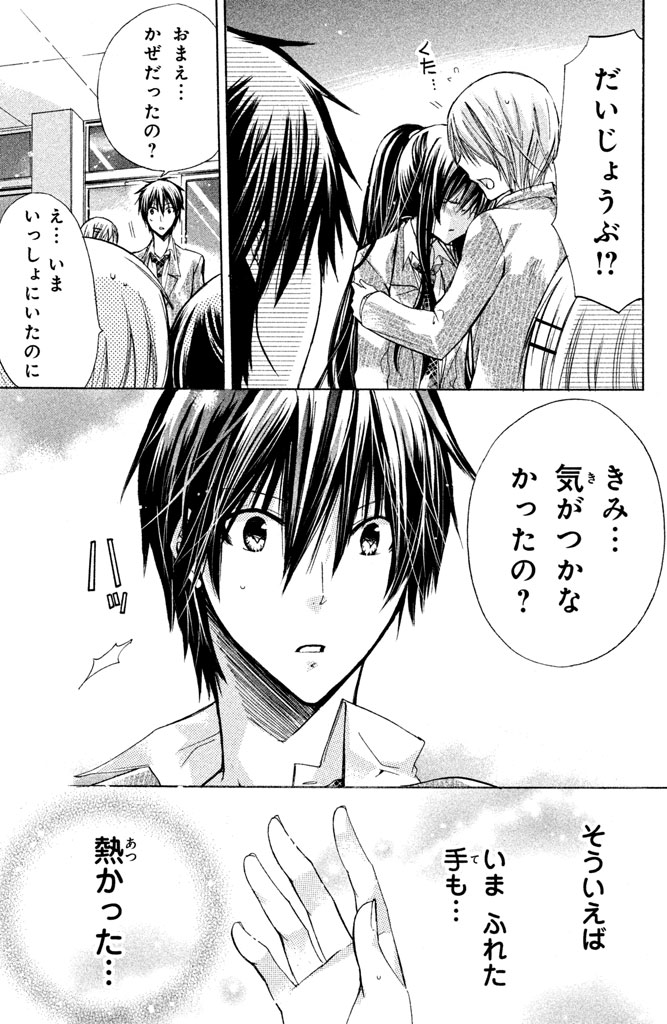 だいじょうぶ!?
くた…
おまえ…
かぜだったの?
え… いま
いっしょにいたのに
きみ…
気がつかな
かったの?
ハッ
そういえば
いま ふれた
手も…
熱かった…